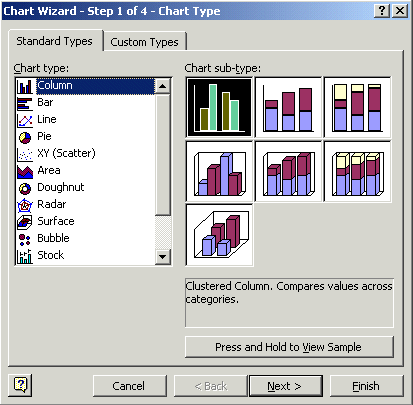 Chart Wizard - Step 1 of 4 - Chart Type
Standard Types
Custom Types
Chart type:
Column
Bar
Line
Pie
XY (Scatter)
Area
Doughnut
Radar
Surface
Bubble
Stock
Chart sub-type:
Clustered Column. Compares values across
categories.
Press and Hold to View Sample
Cancel
< Back
Next >
Finish